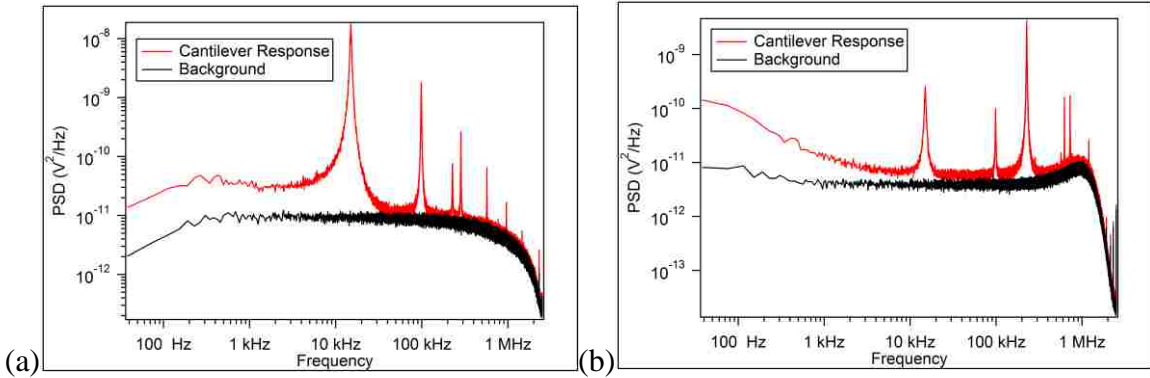 Cantilever Response
Background
10⁻⁸
10⁻⁹
10⁻¹⁰
10⁻¹¹
10⁻¹²
PSD (V²/Hz)
100 Hz 1 kHz 10 kHz 100 kHz 1 MHz
Frequency
(a)
Cantilever Response
Background
10⁻⁹
10⁻¹⁰
10⁻¹¹
10⁻¹²
10⁻¹³
PSD (V²/Hz)
100 Hz 1 kHz 10 kHz 100 kHz 1 MHz
Frequency
(b)